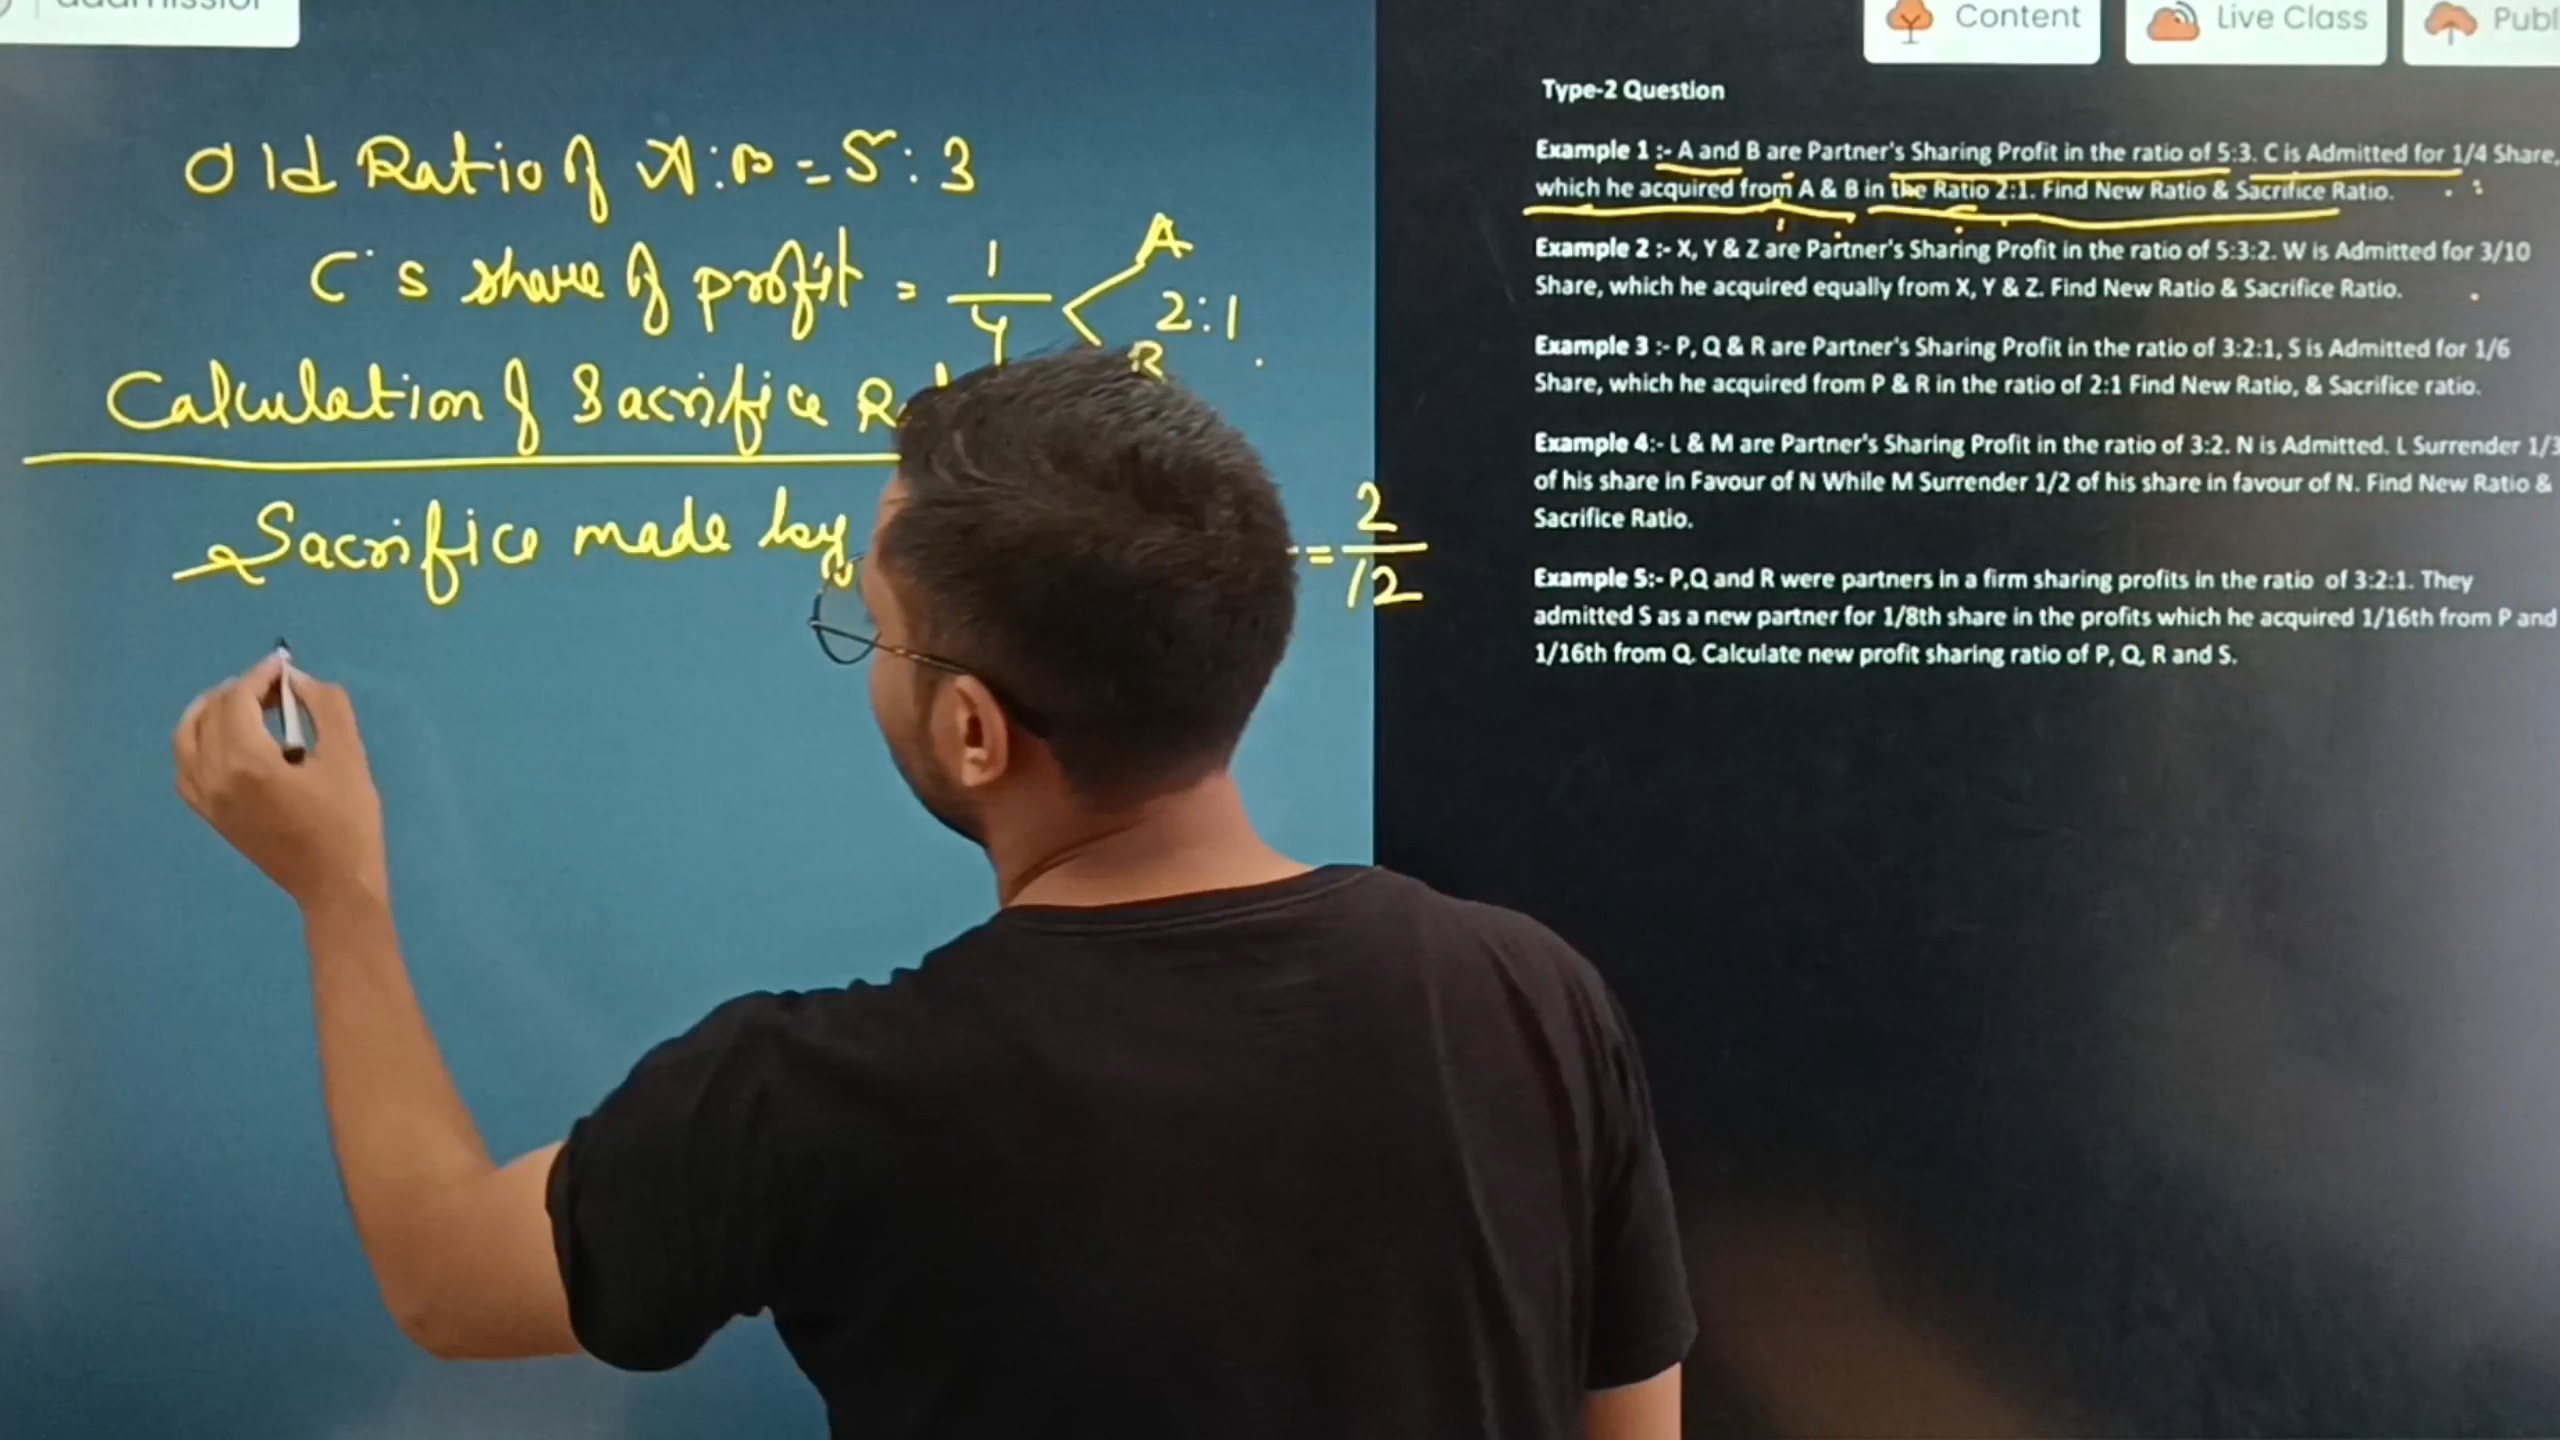 Content
Live Class
Old Ratio of A:B = 5:3
C's share of profit = 1/4 < A
2:1
B
Calculation of Sacrifice
Sacrifice made by = 2/12
Type-2 Question
Example 1 :- A and B are Partner's Sharing Profit in the ratio of 5:3. C is Admitted for 1/4 Share,
which he acquired from A & B in the Ratio 2:1. Find New Ratio & Sacrifice Ratio.
Example 2 :- X, Y & Z are Partner's Sharing Profit in the ratio of 5:3:2. W is Admitted for 3/10
Share, which he acquired equally from X, Y & Z. Find New Ratio & Sacrifice Ratio.
Example 3 :- P, Q & R are Partner's Sharing Profit in the ratio of 3:2:1, S is Admitted for 1/6
Share, which he acquired from P & R in the ratio of 2:1 Find New Ratio, & Sacrifice ratio.
Example 4:- L & M are Partner's Sharing Profit in the ratio of 3:2. N is Admitted. L Surrender 1/3
of his share in Favour of N While M Surrender 1/2 of his share in favour of N. Find New Ratio &
Sacrifice Ratio.
Example 5:- P,Q and R were partners in a firm sharing profits in the ratio of 3:2:1. They
admitted S as a new partner for 1/8th share in the profits which he acquired 1/16th from P and
1/16th from Q. Calculate new profit sharing ratio of P, Q, R and S.